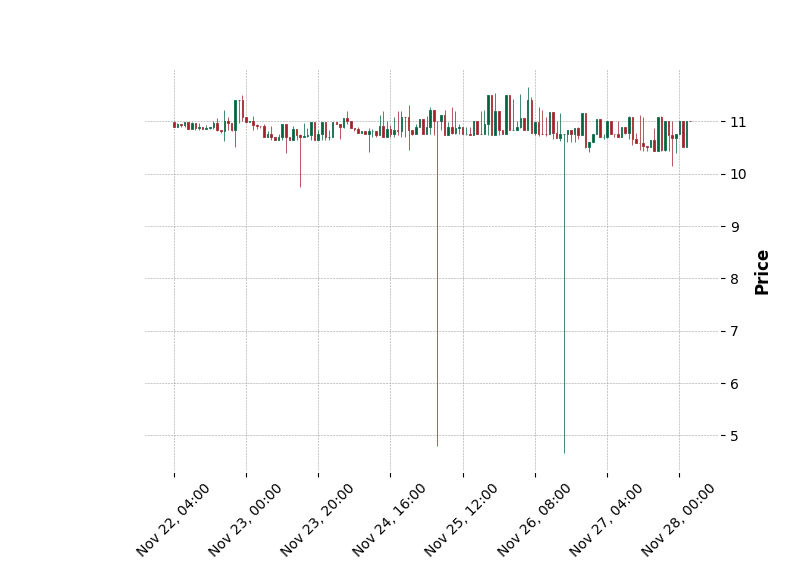 11
10
9
8
7
6
5
Price
Nov 22, 04:00
Nov 23, 00:00
Nov 23, 20:00
Nov 24, 16:00
Nov 25, 12:00
Nov 26, 08:00
Nov 27, 04:00
Nov 28, 00:00